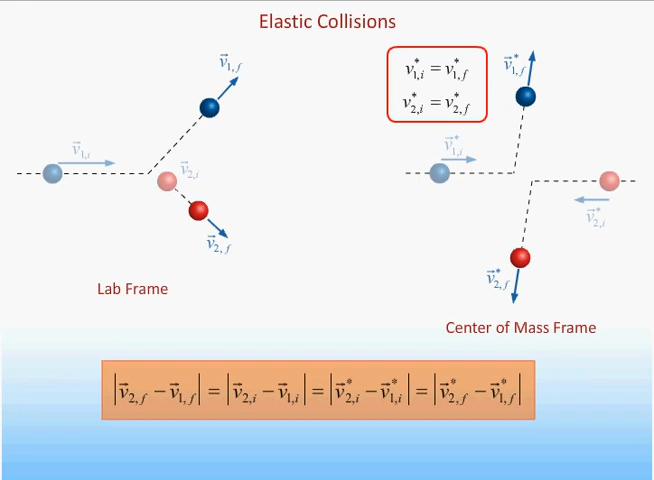 Elastic Collisions
v⃗₁,f
v⃗*₁,f
v*₁,i = v*₁,f
v*₂,i = v*₂,f
v⃗₁,i
v⃗₂,i
v⃗*₁,i
v⃗*₂,i
v⃗₂,f
v⃗*₂,f
Lab Frame
Center of Mass Frame
|v⃗₂,f − v⃗₁,f| = |v⃗₂,i − v⃗₁,i| = |v⃗*₂,i − v⃗*₁,i| = |v⃗*₂,f − v⃗*₁,f|